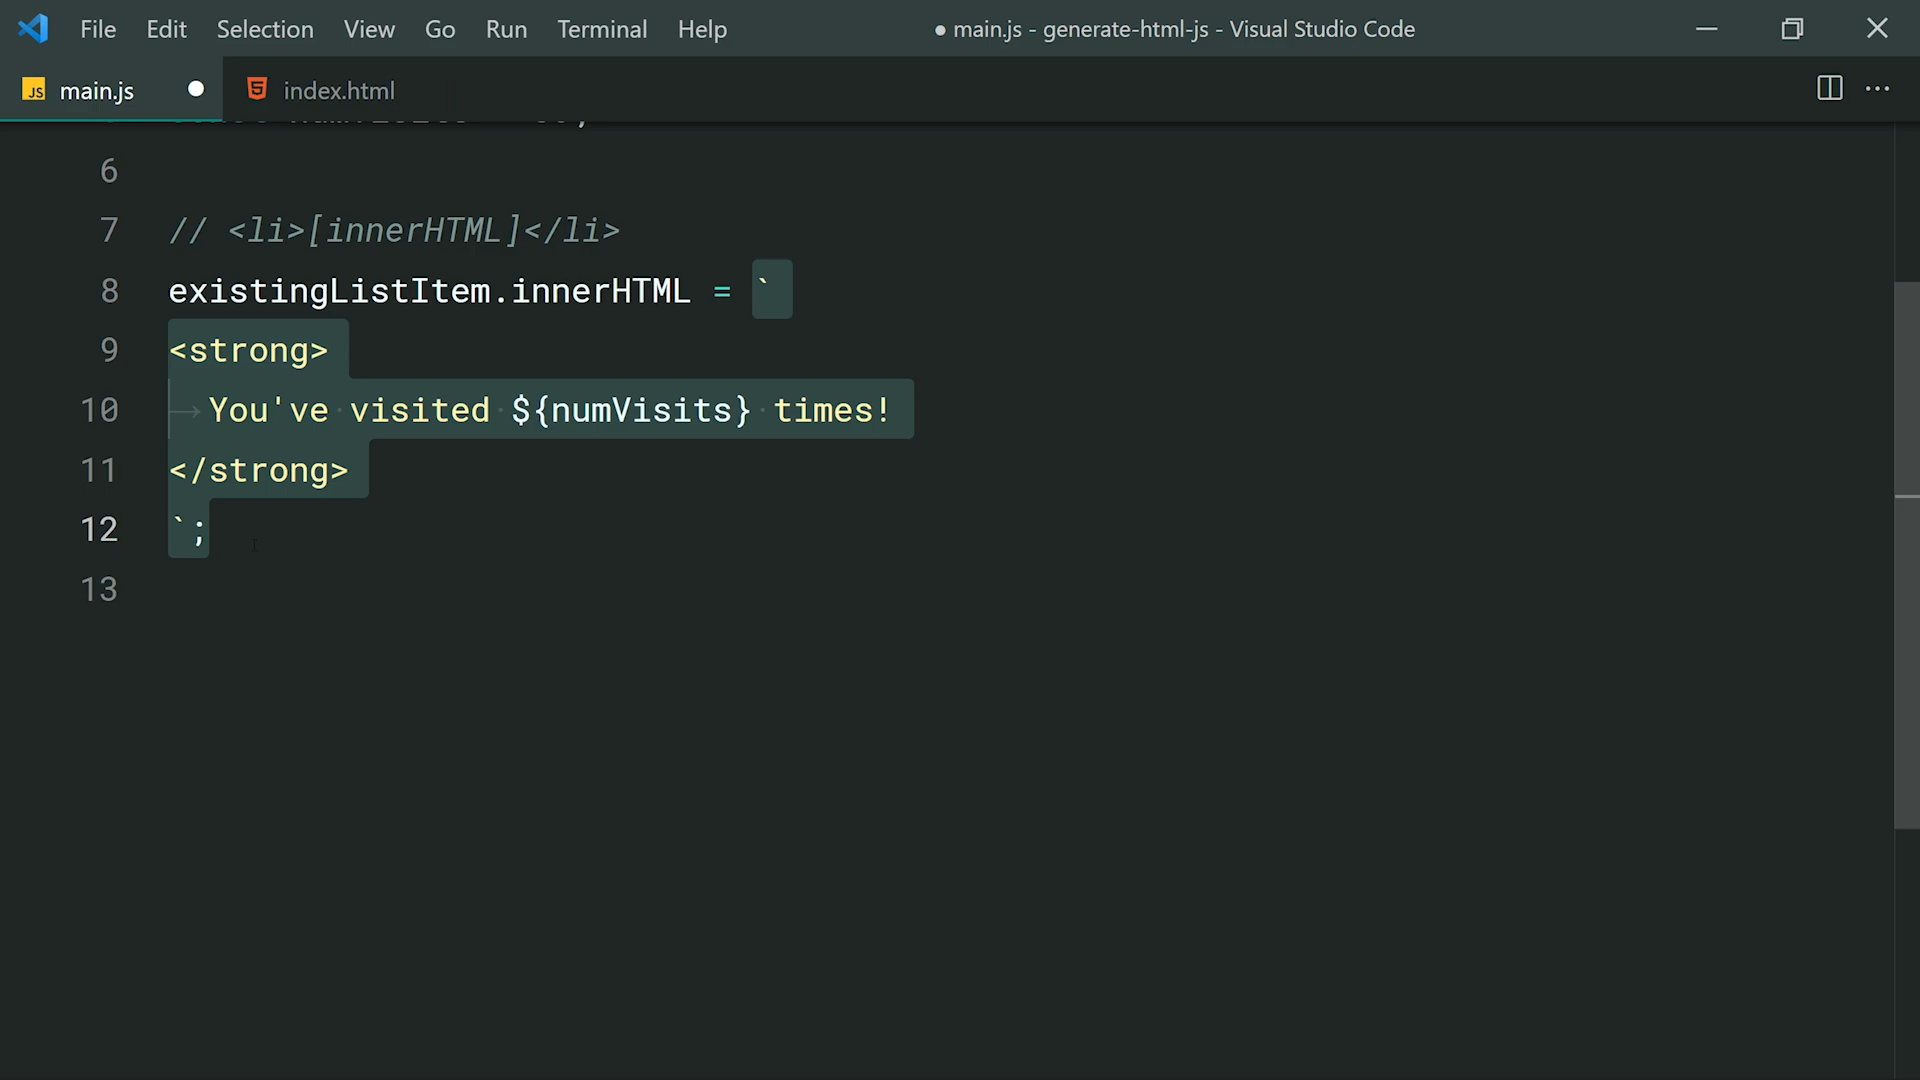 File Edit Selection View Go Run Terminal Help
● main.js - generate-html-js - Visual Studio Code
JS main.js ● index.html
6
7 // <li>[innerHTML]</li>
8 existingListItem.innerHTML = `
9 <strong>
10 You've visited ${numVisits} times!
11 </strong>
12 `;
13